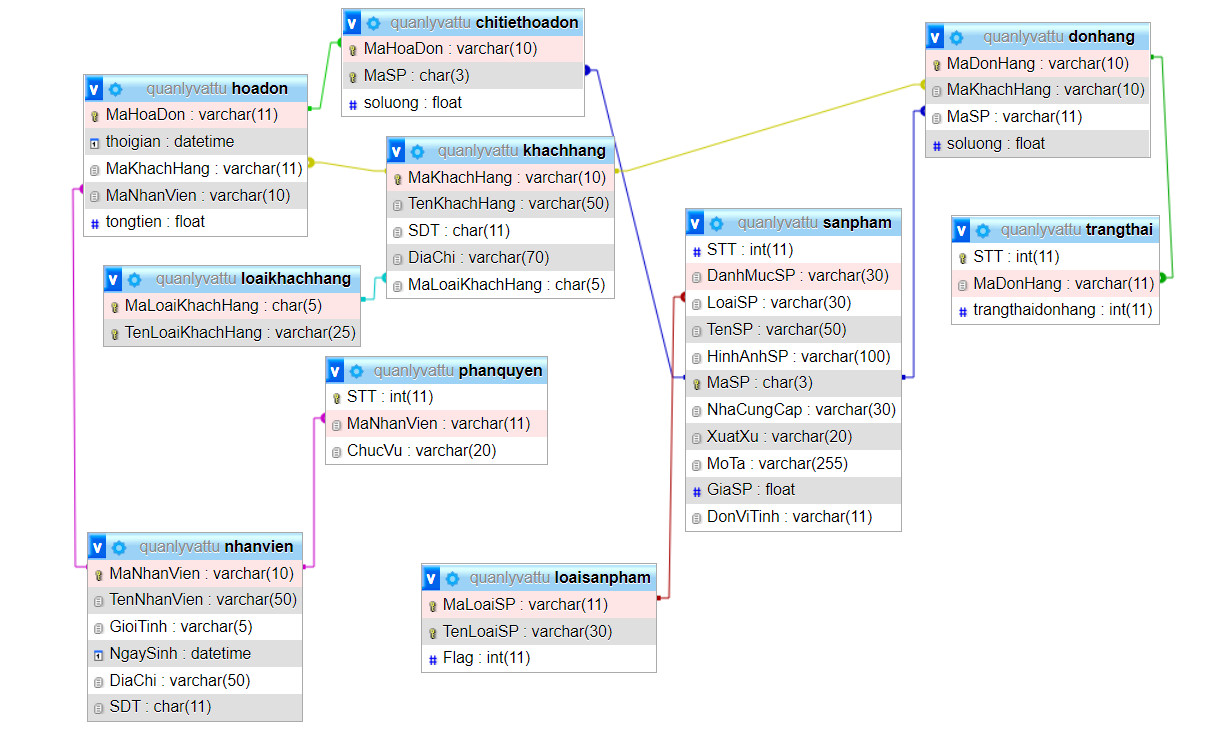 quanlyvattu chitiethoadon
MaHoaDon : varchar(10)
MaSP : char(3)
soluong : float
quanlyvattu donhang
MaDonHang : varchar(10)
MaKhachHang : varchar(10)
MaSP : varchar(11)
soluong : float
quanlyvattu hoadon
MaHoaDon : varchar(11)
thoigian : datetime
MaKhachHang : varchar(11)
MaNhanVien : varchar(10)
tongtien : float
quanlyvattu khachhang
MaKhachHang : varchar(10)
TenKhachHang : varchar(50)
SDT : char(11)
DiaChi : varchar(70)
MaLoaiKhachHang : char(5)
quanlyvattu sanpham
STT : int(11)
DanhMucSP : varchar(30)
LoaiSP : varchar(30)
TenSP : varchar(50)
HinhAnhSP : varchar(100)
MaSP : char(3)
NhaCungCap : varchar(30)
XuatXu : varchar(20)
MoTa : varchar(255)
GiaSP : float
DonViTinh : varchar(11)
quanlyvattu trangthai
STT : int(11)
MaDonHang : varchar(11)
trangthaidonhang : int(11)
quanlyvattu loaikhachhang
MaLoaiKhachHang : char(5)
TenLoaiKhachHang : varchar(25)
quanlyvattu phanquyen
STT : int(11)
MaNhanVien : varchar(11)
ChucVu : varchar(20)
quanlyvattu nhanvien
MaNhanVien : varchar(10)
TenNhanVien : varchar(50)
GioiTinh : varchar(5)
NgaySinh : datetime
DiaChi : varchar(50)
SDT : char(11)
quanlyvattu loaisanpham
MaLoaiSP : varchar(11)
TenLoaiSP : varchar(30)
Flag : int(11)